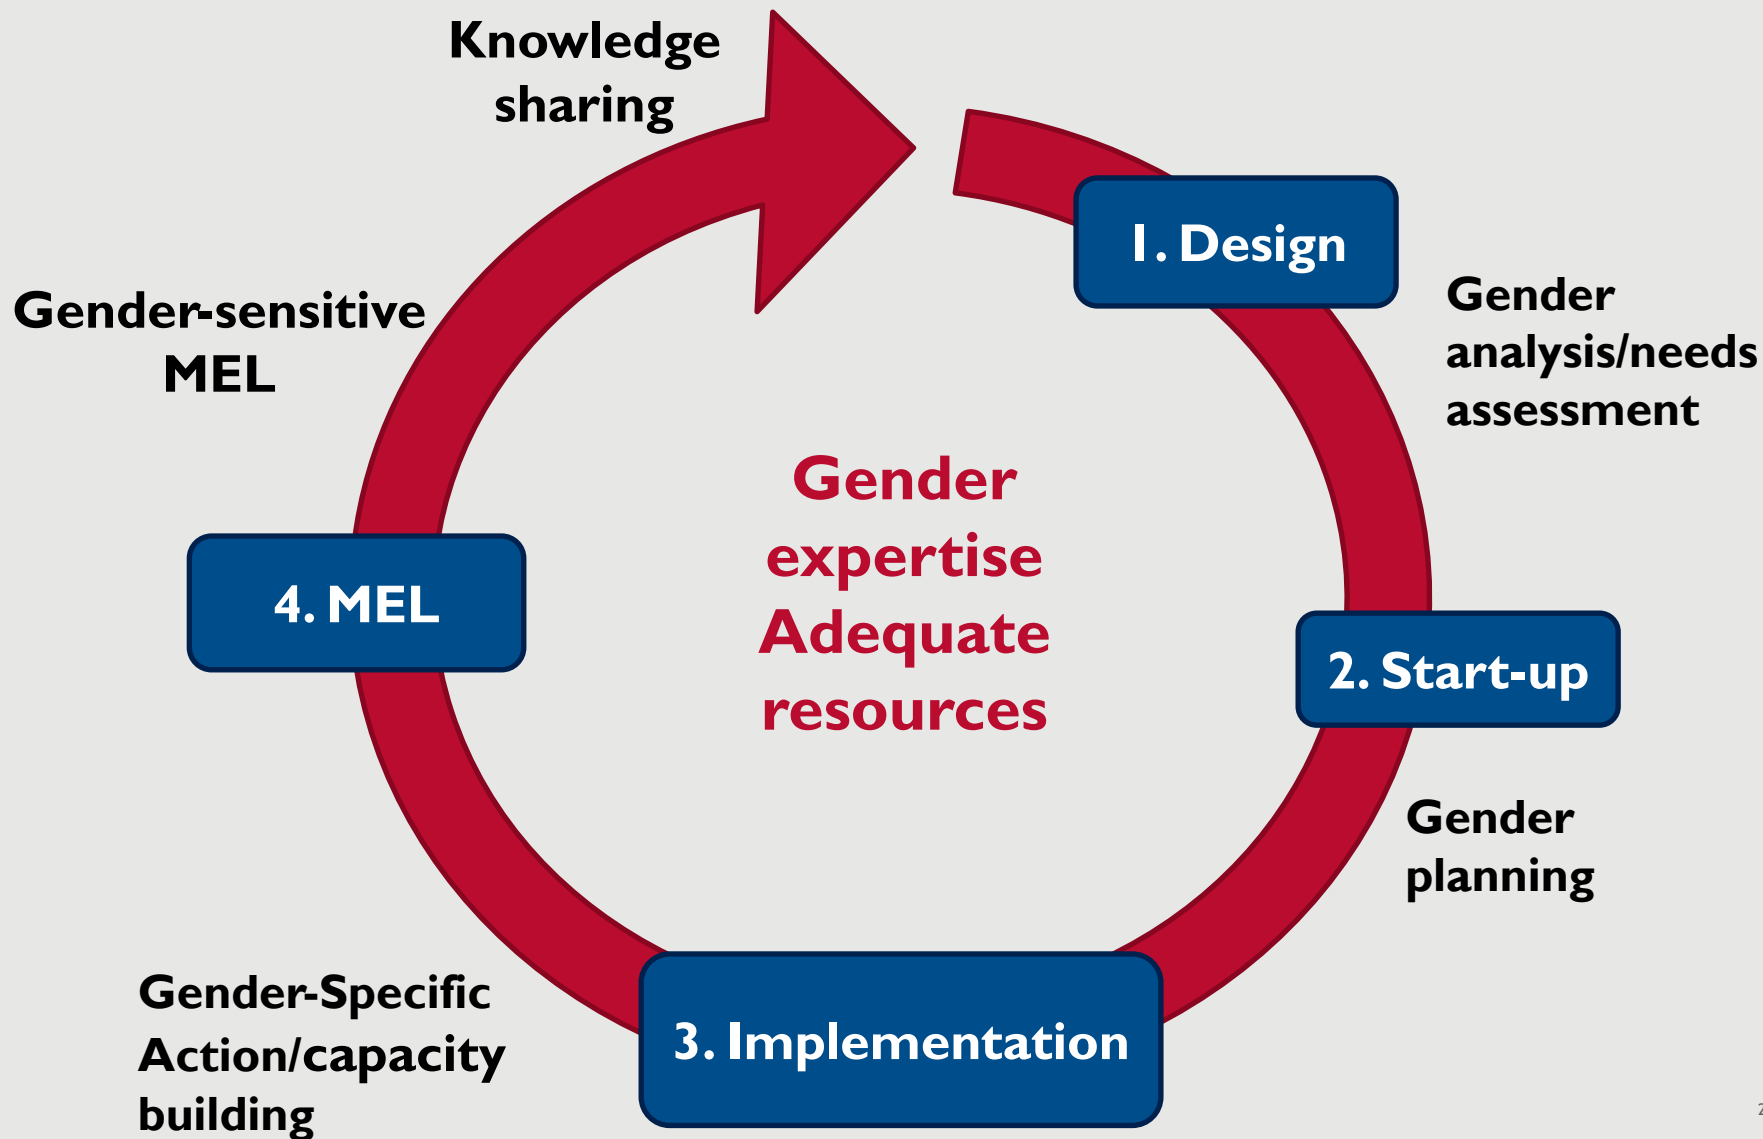 Knowledge
sharing
1. Design
Gender
analysis/needs
assessment
Gender-sensitive
MEL
Gender
expertise
Adequate
resources
4. MEL
2. Start-up
Gender
planning
3. Implementation
Gender-Specific
Action/capacity
building
2